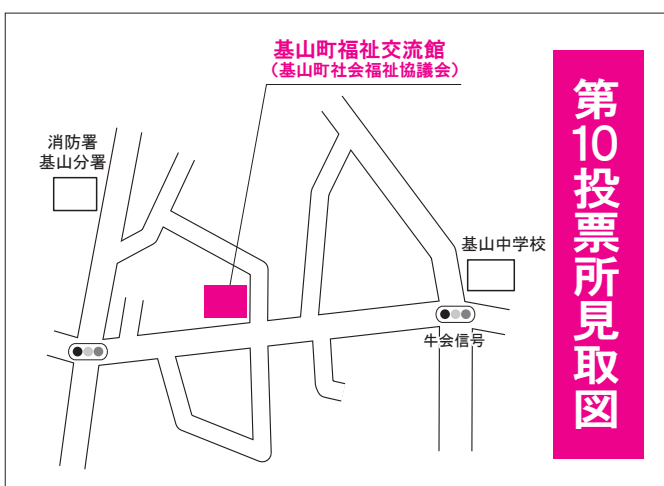 第10投票所見取図
基山町福祉交流館
（基山町社会福祉協議会）
消防署
基山分署
基山中学校
牛会信号